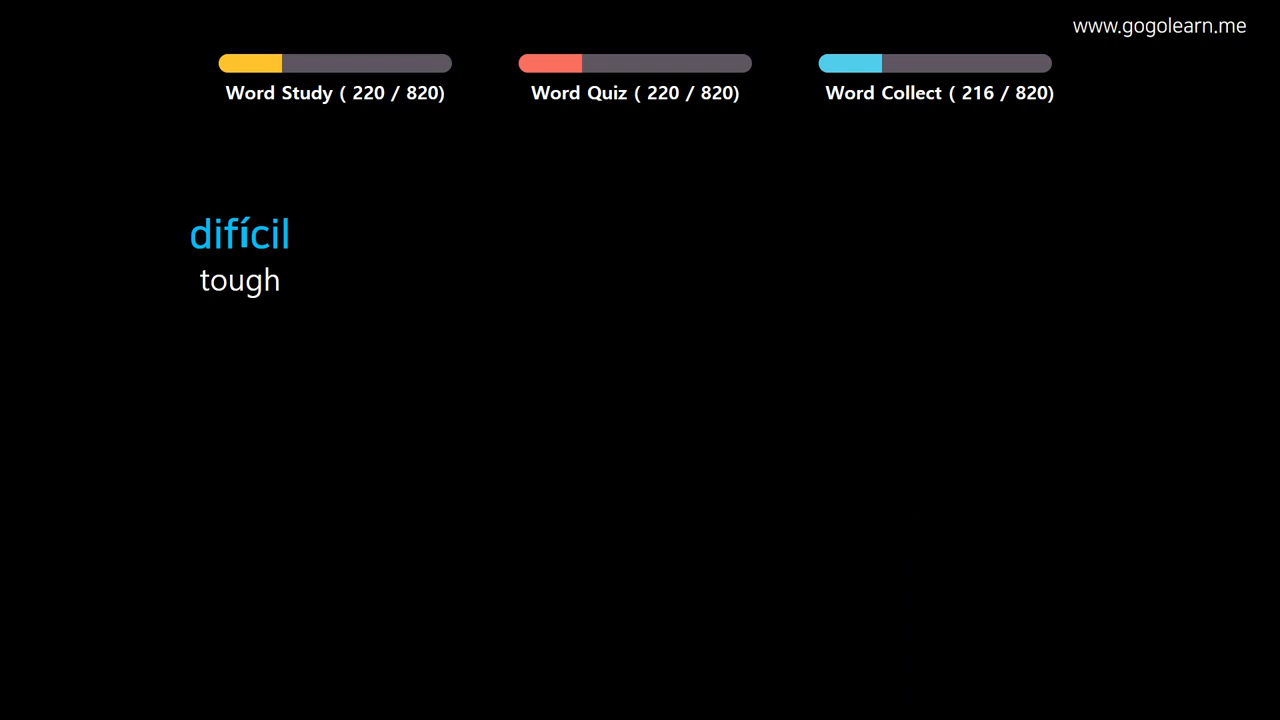 www.gogolearn.me
Word Study ( 220 / 820)
Word Quiz ( 220 / 820)
Word Collect ( 216 / 820)
difícil
tough